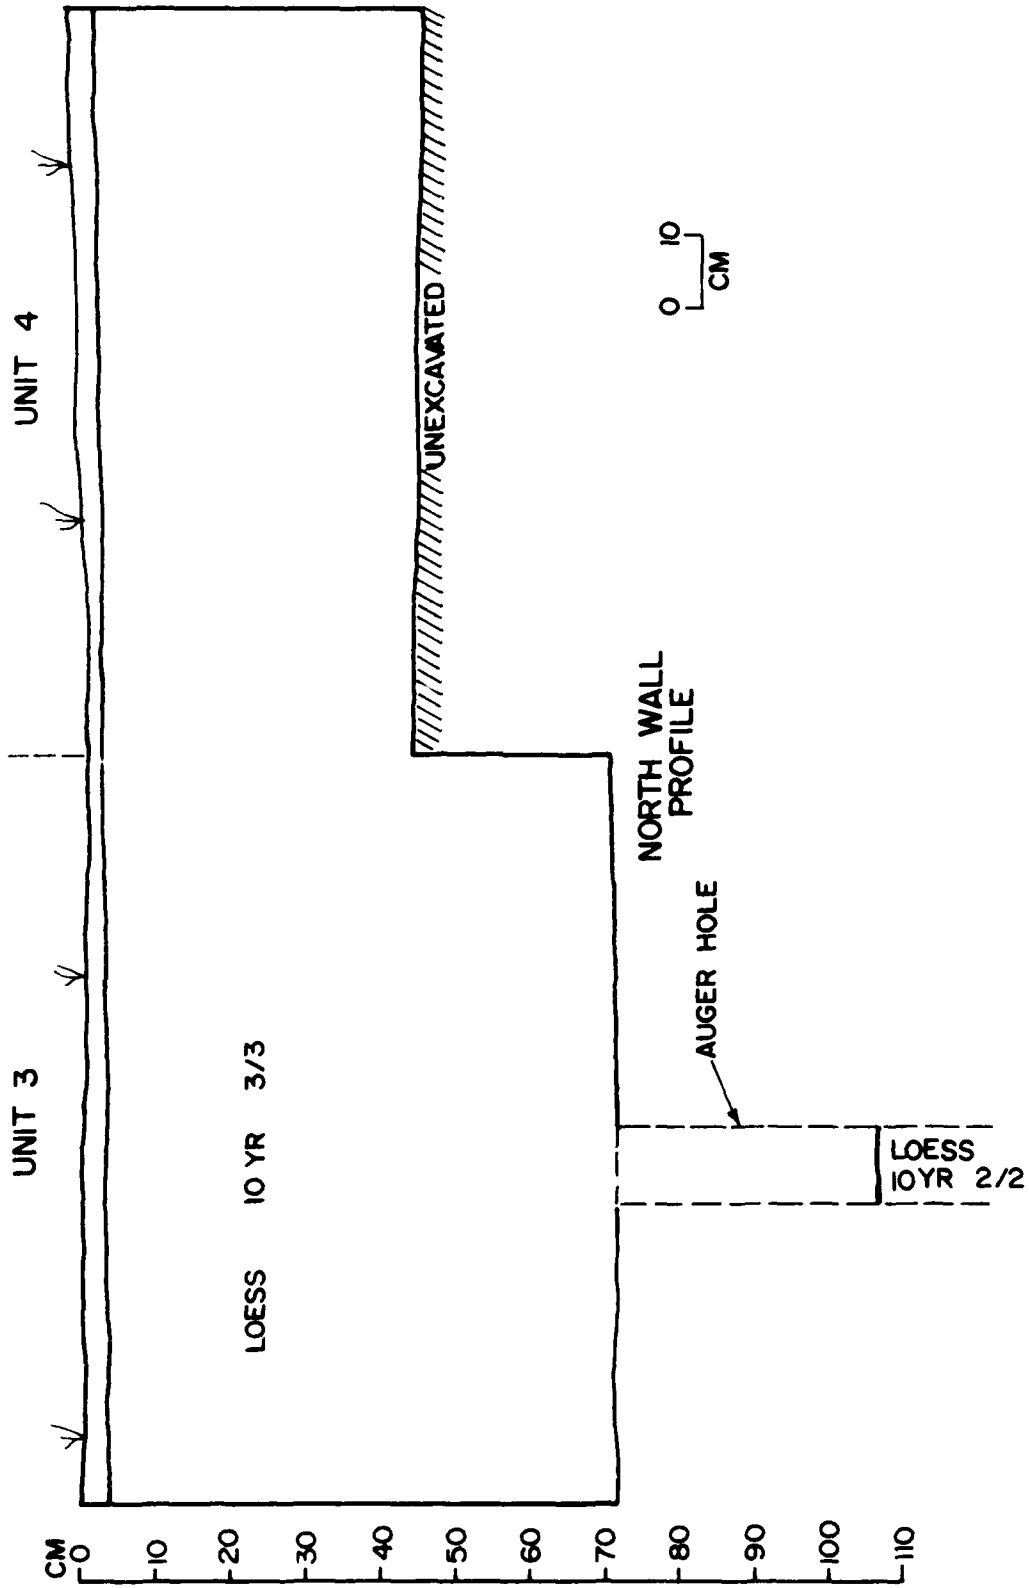 UNIT 3
UNIT 4
CM
0
10
20
30
40
50
60
70
80
90
100
110
LOESS 10 YR 3/3
UNEXCAVATED
0 10
CM
NORTH WALL
PROFILE
AUGER HOLE
LOESS
10YR 2/2